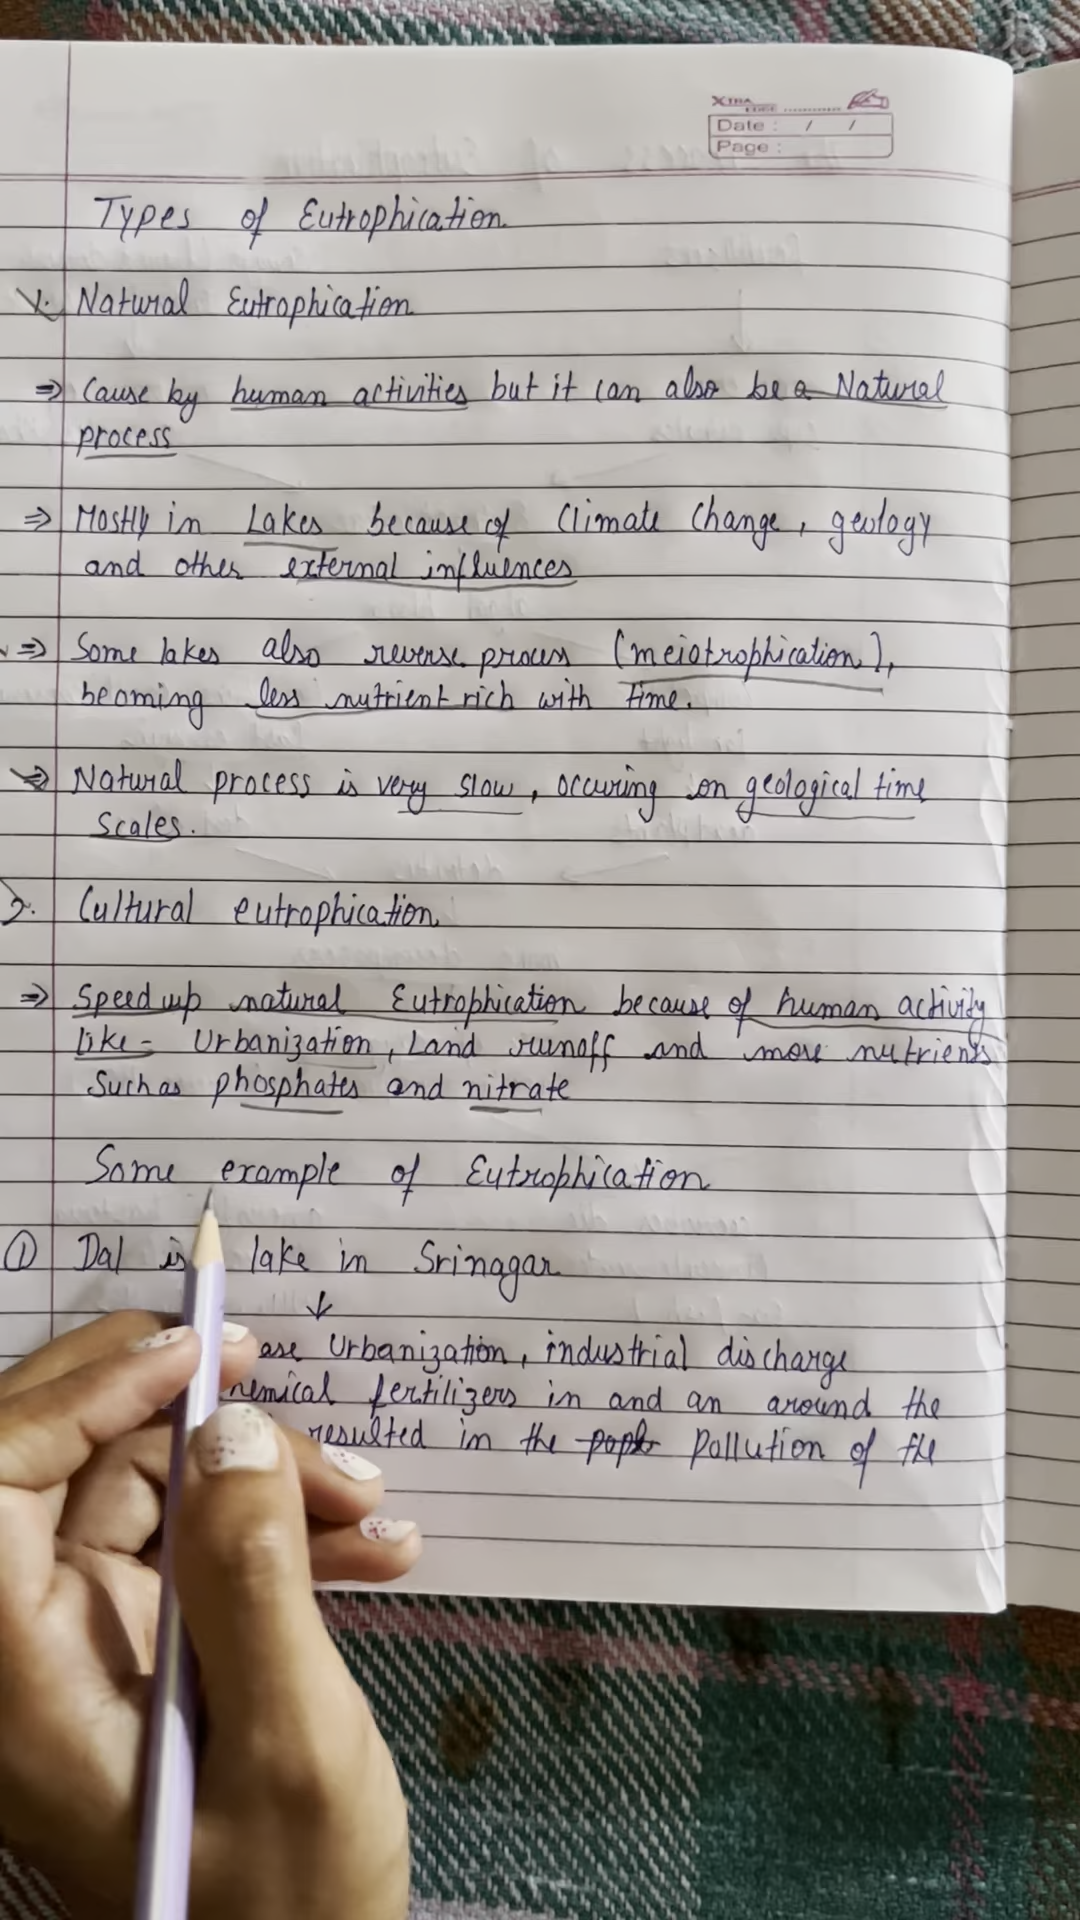 XTRA EDGE
Date : / /
Page :
Types of Eutrophication
1. Natural Eutrophication
⇒ Cause by human activities but it can also be a Natural
process
⇒ Mostly in Lakes because of Climate Change, geology
and other external influences
⇒ Some lakes also reverse process (meiotrophication),
beoming less nutrient rich with time.
⇒ Natural process is very slow, occuring on geological time
Scales.
2. Cultural eutrophication
⇒ Speed up natural Eutrophication because of human activity
like - Urbanization, Land runoff and more nutrients
Such as phosphates and nitrate
Some example of Eutrophication
① Dal is lake in Srinagar
↓
ase Urbanization, industrial discharge
hemical fertilizers in and an around the
resulted in the Pollution of the